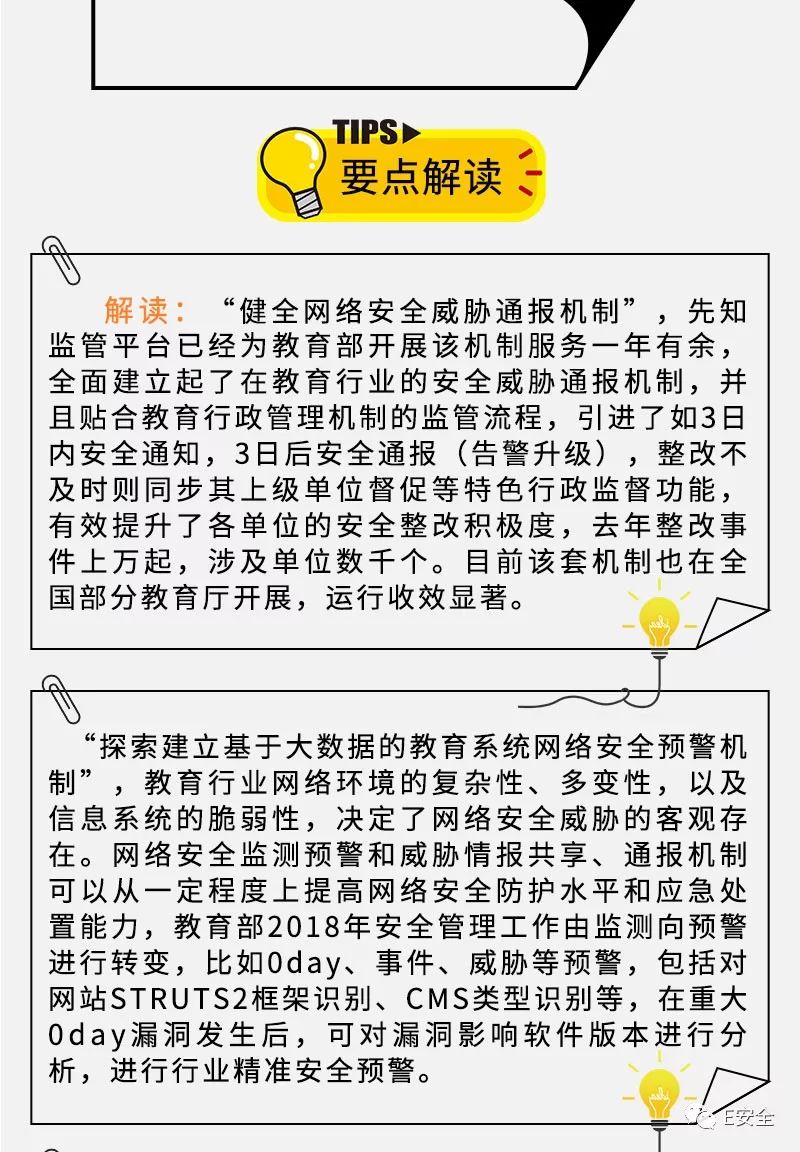 TIPS
要点解读
解读：“健全网络安全威胁通报机制”，先知
监管平台已经为教育部开展该机制服务一年有余，
全面建立起了在教育行业的安全威胁通报机制，并
且贴合教育行政管理机制的监管流程，引进了如3日
内安全通知，3日后安全通报（告警升级），整改不
及时则同步其上级单位督促等特色行政监督功能，
有效提升了各单位的安全整改积极度，去年整改事
件上万起，涉及单位数千个。目前该套机制也在全
国部分教育厅开展，运行收效显著。
idea
“探索建立基于大数据的教育系统网络安全预警机
制”，教育行业网络环境的复杂性、多变性，以及
信息系统的脆弱性，决定了网络安全威胁的客观存
在。网络安全监测预警和威胁情报共享、通报机制
可以从一定程度上提高网络安全防护水平和应急处
置能力，教育部2018年安全管理工作由监测向预警
进行转变，比如0day、事件、威胁等预警，包括对
网站STRUTS2框架识别、CMS类型识别等，在重大
0day漏洞发生后，可对漏洞影响软件版本进行分
析，进行行业精准安全预警。
idea
E安全